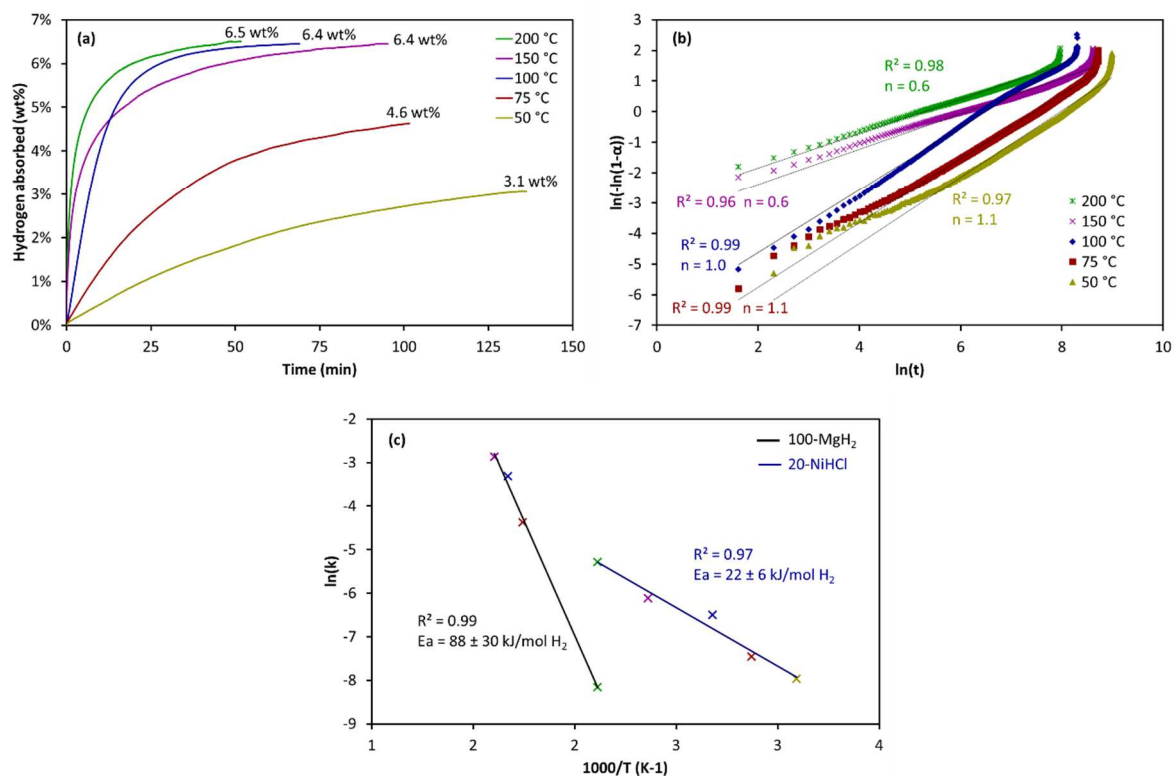 (a)
7%
6%
5%
4%
3%
2%
1%
0%
Hydrogen absorbed (wt%)
6.5 wt%
6.4 wt%
6.4 wt%
4.6 wt%
3.1 wt%
200 °C
150 °C
100 °C
75 °C
50 °C
0 25 50 75 100 125 150
Time (min)
(b)
3
2
1
0
-1
-2
-3
-4
-5
-6
-7
ln(-ln(1-α))
R² = 0.98
n = 0.6
R² = 0.96 n = 0.6
R² = 0.99
n = 1.0
R² = 0.99 n = 1.1
R² = 0.97
n = 1.1
200 °C
150 °C
100 °C
75 °C
50 °C
0 2 4 6 8 10
ln(t)
(c)
-2
-3
-4
-5
-6
-7
-8
-9
ln(k)
100-MgH₂
20-NiHCl
R² = 0.97
Ea = 22 ± 6 kJ/mol H₂
R² = 0.99
Ea = 88 ± 30 kJ/mol H₂
1 2 2 3 3 4
1000/T (K-1)